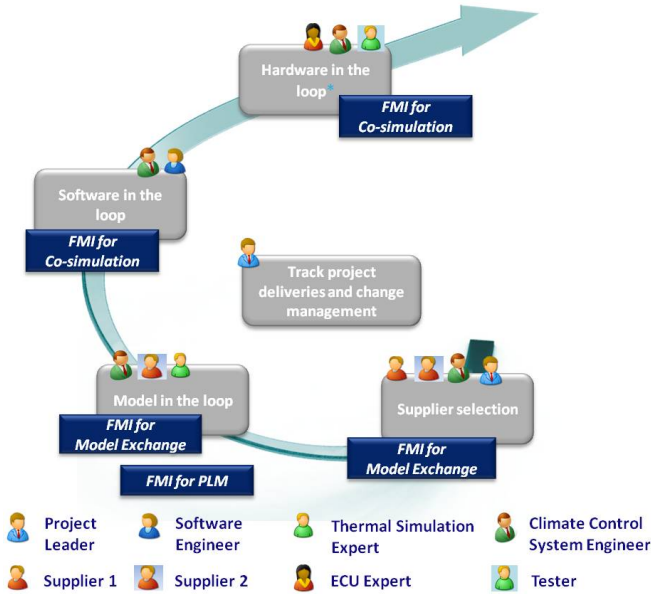 Hardware in the
loop*
FMI for
Co-simulation
Software in the
loop
FMI for
Co-simulation
Track project
deliveries and change
management
Model in the loop
FMI for
Model Exchange
Supplier selection
FMI for
Model Exchange
FMI for PLM
Project
Leader
Software
Engineer
Thermal Simulation
Expert
Climate Control
System Engineer
Supplier 1
Supplier 2
ECU Expert
Tester